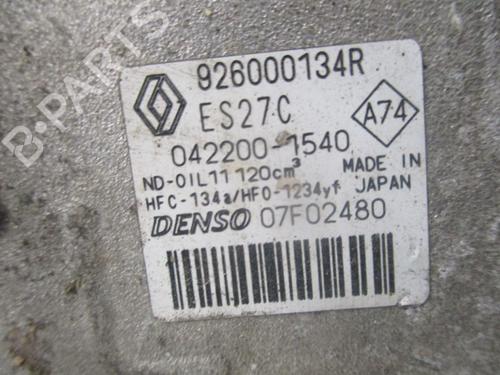 B-PARTS
926000134R
ES27C
A74
042200-1540
ND-OIL11 120cm³
MADE IN
HFC-134a/HFO-1234yf JAPAN
DENSO 07F02480